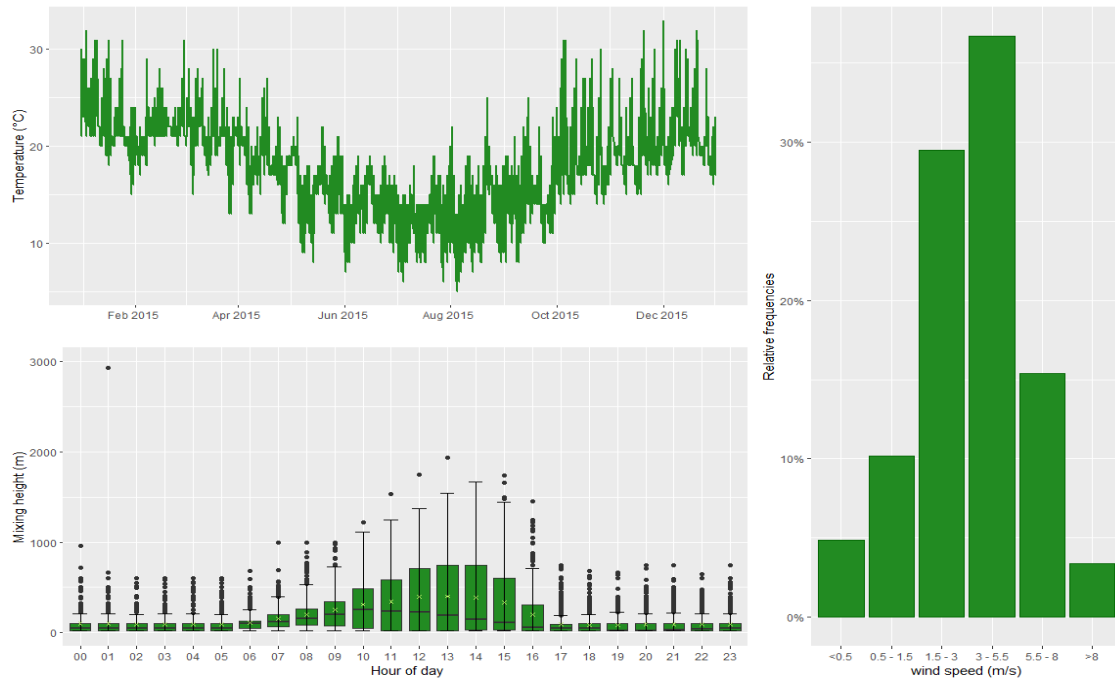 Temperature (°C)
30
20
10
Feb 2015 Apr 2015 Jun 2015 Aug 2015 Oct 2015 Dec 2015
Mixing height (m)
3000
2000
1000
0
00 01 02 03 04 05 06 07 08 09 10 11 12 13 14 15 16 17 18 19 20 21 22 23
Hour of day
Relative frequencies
30%
20%
10%
0%
<0.5 0.5 - 1.5 1.5 - 3 3 - 5.5 5.5 - 8 >8
wind speed (m/s)